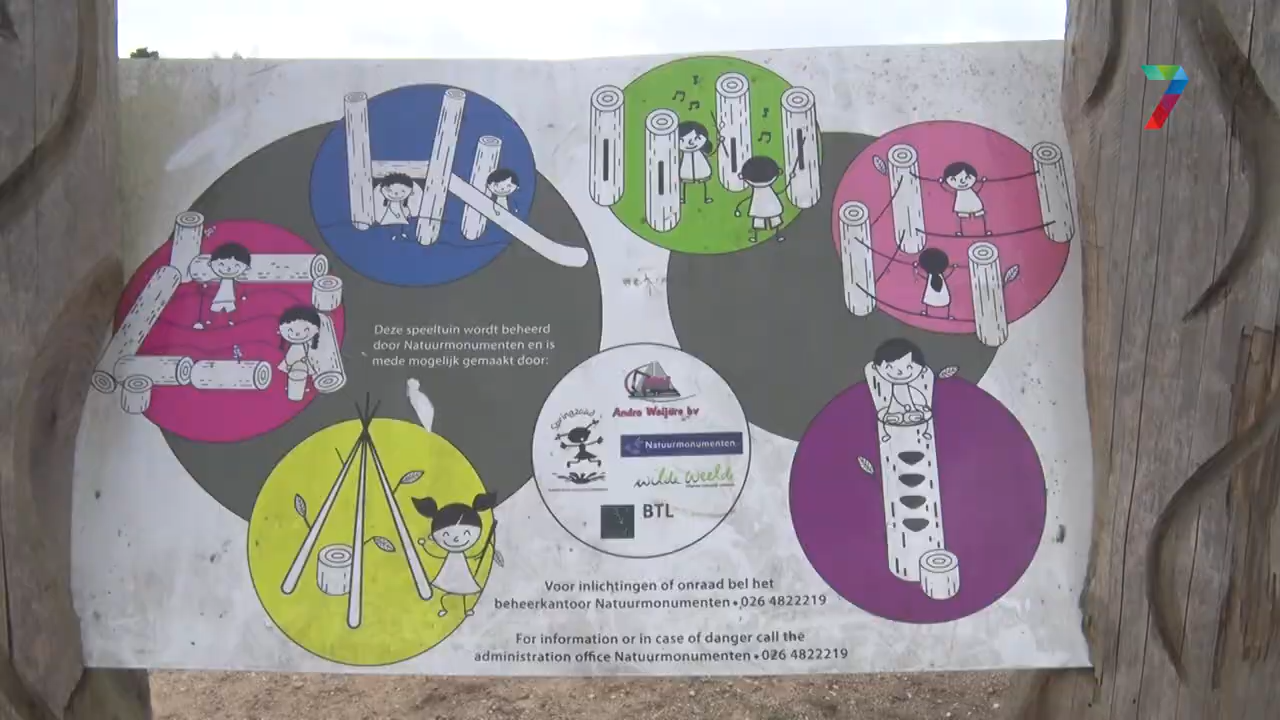 Deze speeltuin wordt beheerd
door Natuurmonumenten en is
mede mogelijk gemaakt door:
Andre Weijers bv
Springzaad
Natuurmonumenten
wilde weelde
BTL
Voor inlichtingen of onraad bel het
beheerkantoor Natuurmonumenten • 026 4822219
For information or in case of danger call the
administration office Natuurmonumenten • 026 4822219
7